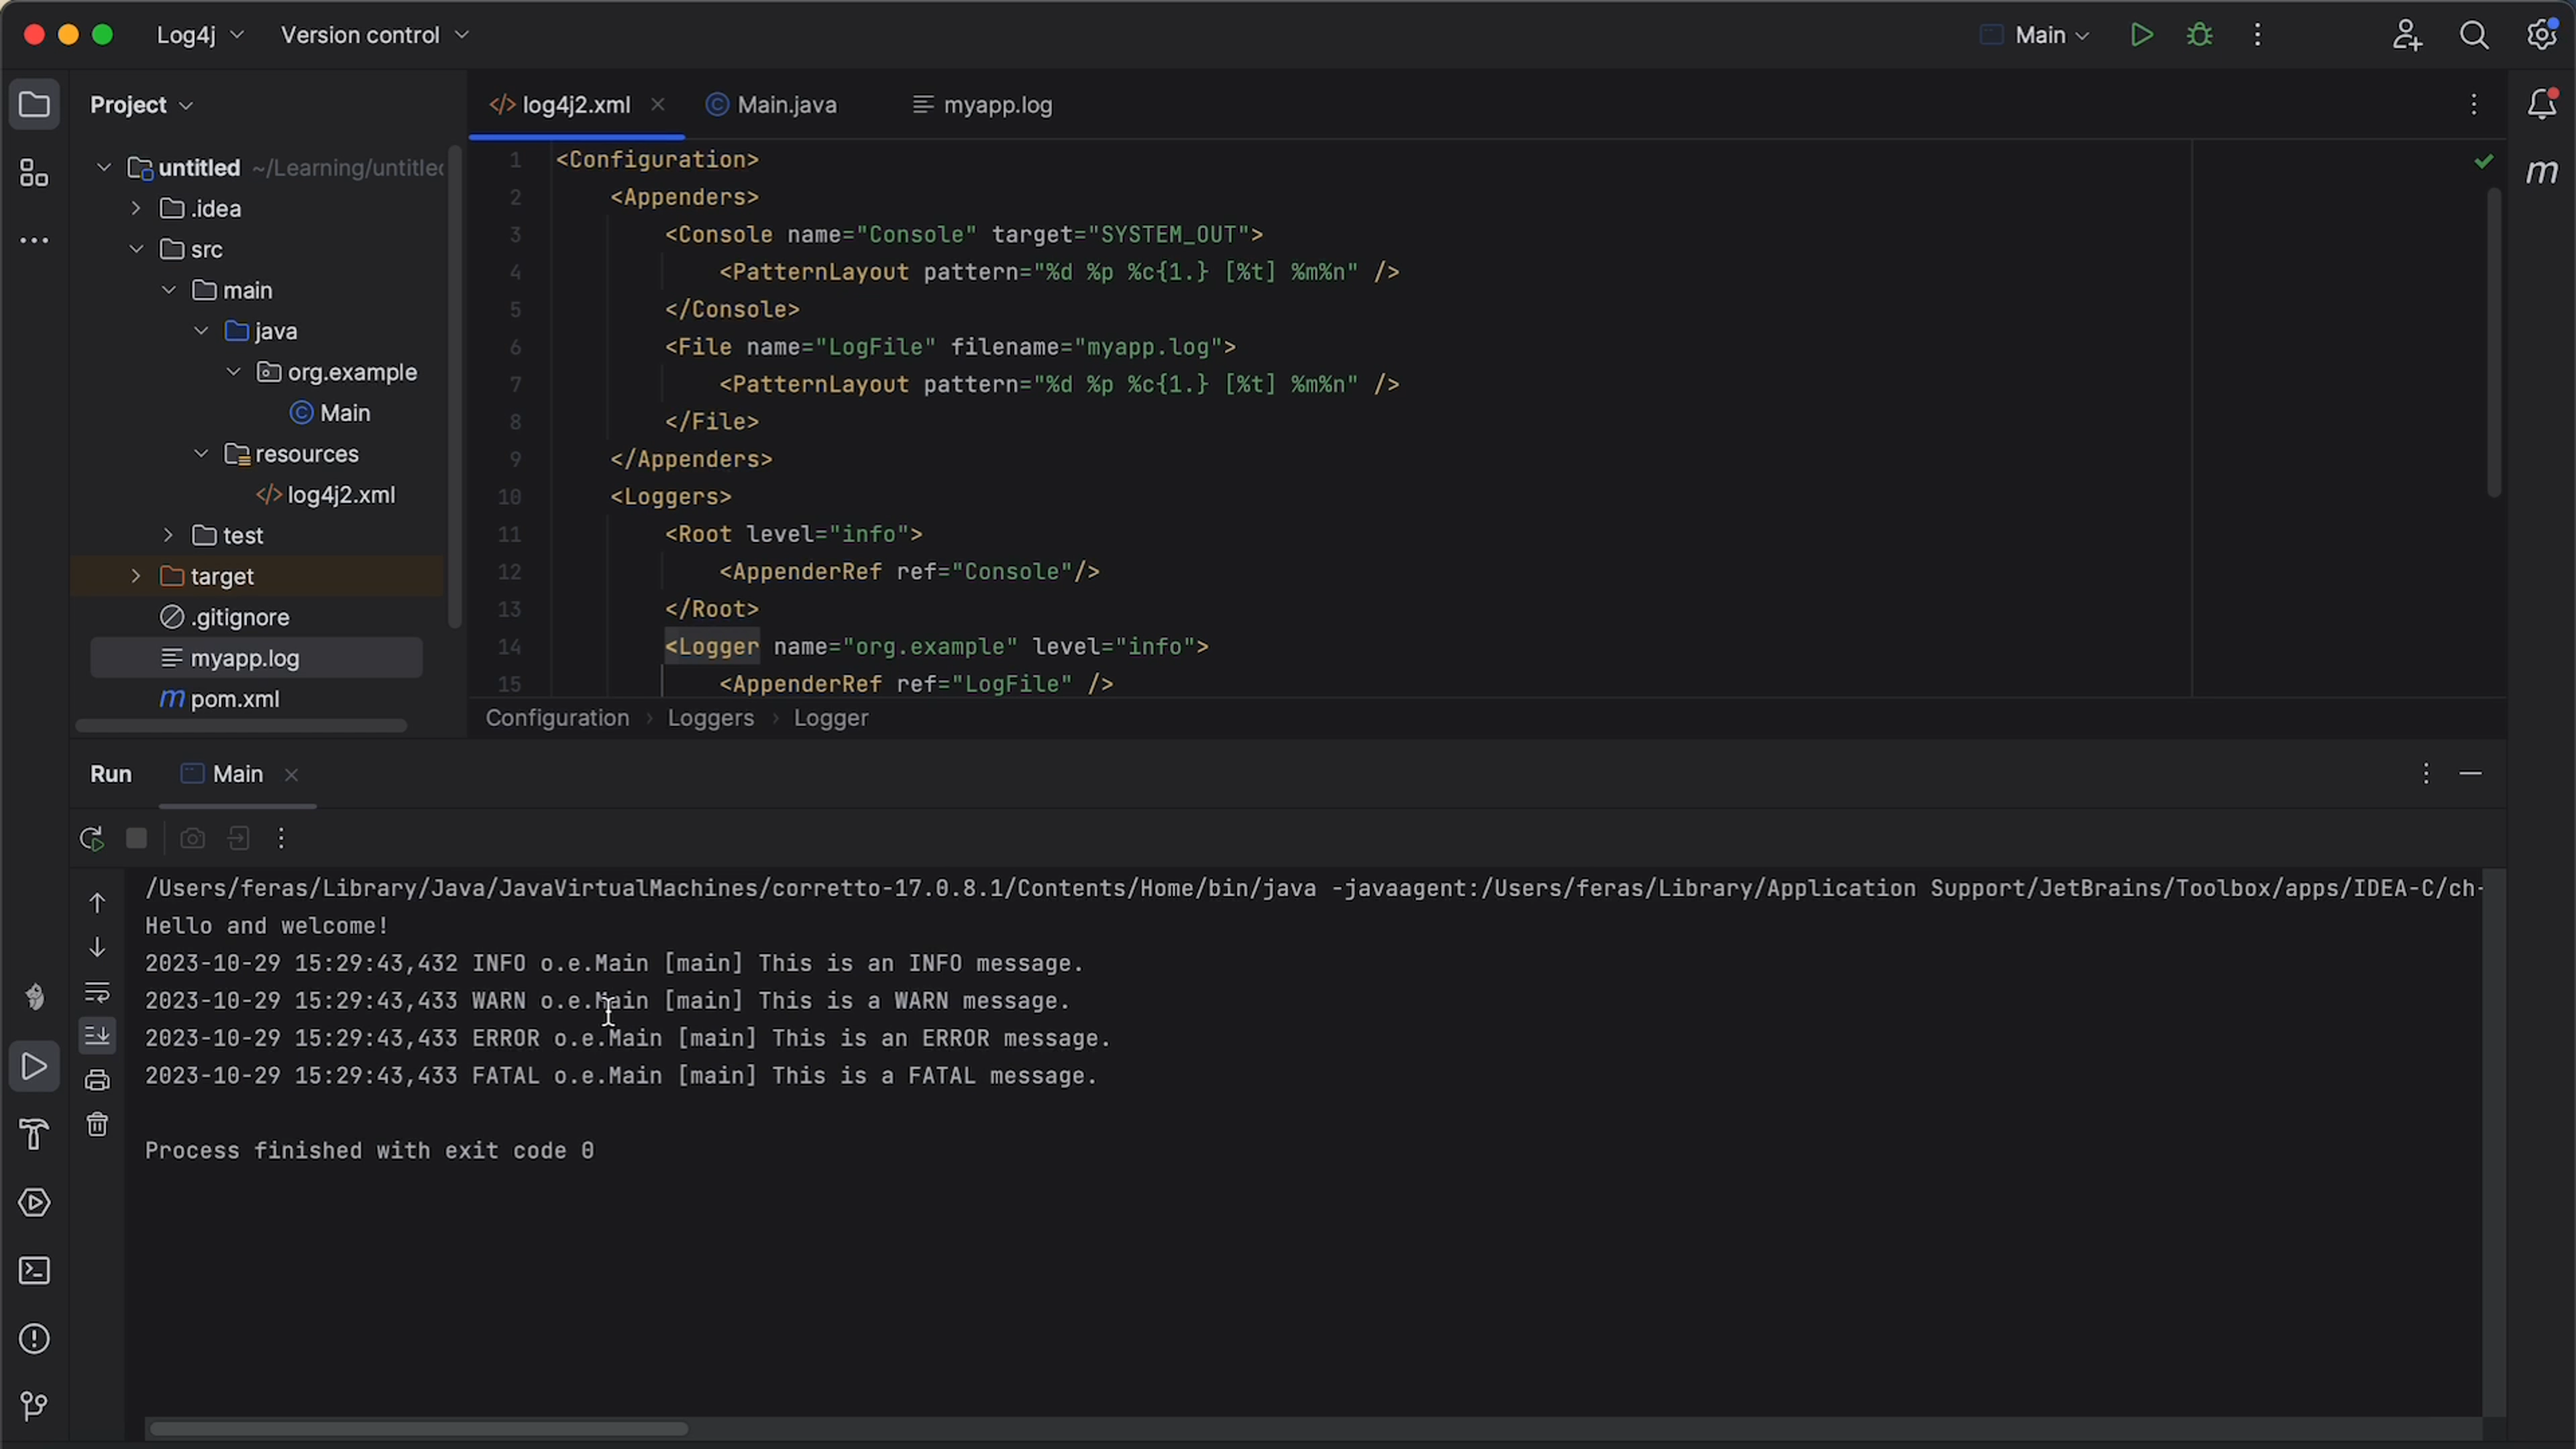 Log4j
Version control
Main
Project
log4j2.xml
Main.java
myapp.log
untitled ~/Learning/untitled
.idea
src
main
java
org.example
Main
resources
log4j2.xml
test
target
.gitignore
myapp.log
m pom.xml
1 <Configuration>
2 <Appenders>
3 <Console name="Console" target="SYSTEM_OUT">
4 <PatternLayout pattern="%d %p %c{1.} [%t] %m%n" />
5 </Console>
6 <File name="LogFile" filename="myapp.log">
7 <PatternLayout pattern="%d %p %c{1.} [%t] %m%n" />
8 </File>
9 </Appenders>
10 <Loggers>
11 <Root level="info">
12 <AppenderRef ref="Console"/>
13 </Root>
14 <Logger name="org.example" level="info">
15 <AppenderRef ref="LogFile" />
Configuration › Loggers › Logger
m
Run
Main
/Users/feras/Library/Java/JavaVirtualMachines/corretto-17.0.8.1/Contents/Home/bin/java -javaagent:/Users/feras/Library/Application Support/JetBrains/Toolbox/apps/IDEA-C/ch-
Hello and welcome!
2023-10-29 15:29:43,432 INFO o.e.Main [main] This is an INFO message.
2023-10-29 15:29:43,433 WARN o.e.Main [main] This is a WARN message.
2023-10-29 15:29:43,433 ERROR o.e.Main [main] This is an ERROR message.
2023-10-29 15:29:43,433 FATAL o.e.Main [main] This is a FATAL message.
Process finished with exit code 0